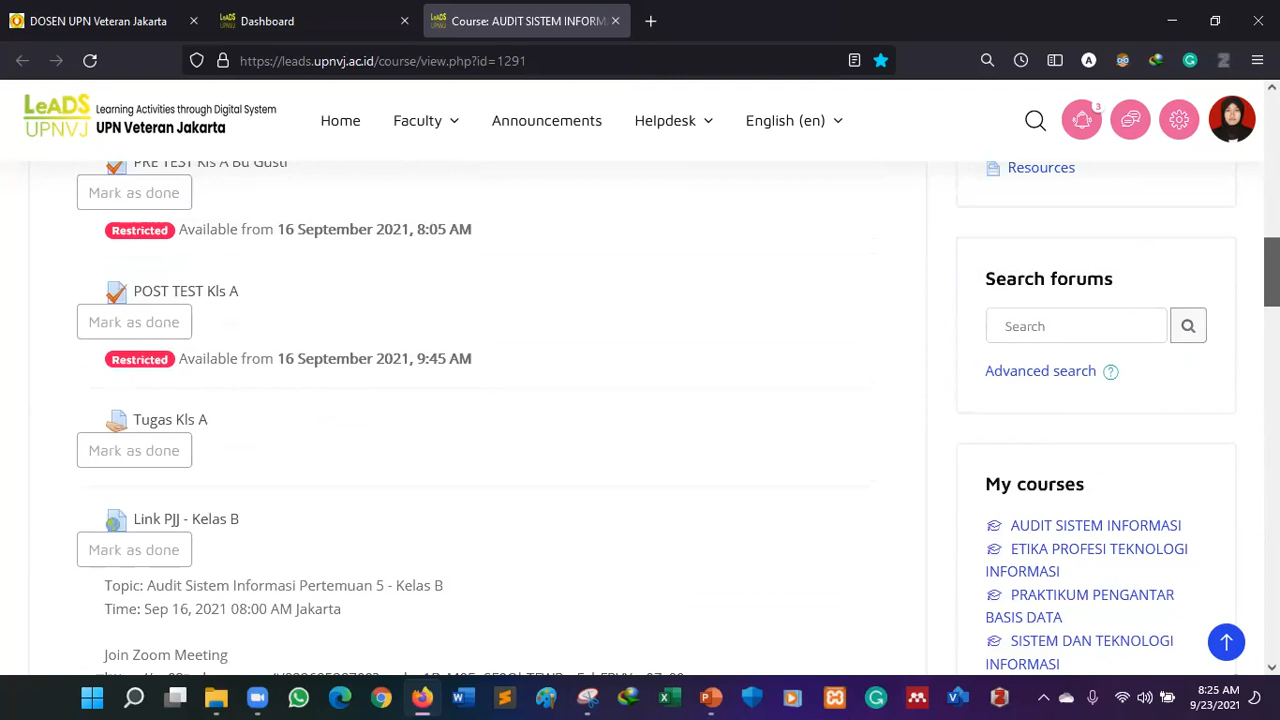 DOSEN UPN Veteran Jakarta
LeADS UPNVJ Dashboard
LeADS UPNVJ Course: AUDIT SISTEM INFORM
https://leads.upnvj.ac.id/course/view.php?id=1291
LeADS Learning Activities through Digital System
UPNVJ UPN Veteran Jakarta
Home
Faculty
Announcements
Helpdesk
English (en)
3
PRE TEST Kls A Bu Gusti
Mark as done
Restricted Available from 16 September 2021, 8:05 AM
POST TEST Kls A
Mark as done
Restricted Available from 16 September 2021, 9:45 AM
Tugas Kls A
Mark as done
Link PJJ - Kelas B
Mark as done
Topic: Audit Sistem Informasi Pertemuan 5 - Kelas B
Time: Sep 16, 2021 08:00 AM Jakarta
Join Zoom Meeting
Resources
Search forums
Search
Advanced search ?
My courses
AUDIT SISTEM INFORMASI
ETIKA PROFESI TEKNOLOGI
INFORMASI
PRAKTIKUM PENGANTAR
BASIS DATA
SISTEM DAN TEKNOLOGI
INFORMASI
8:25 AM
9/23/2021